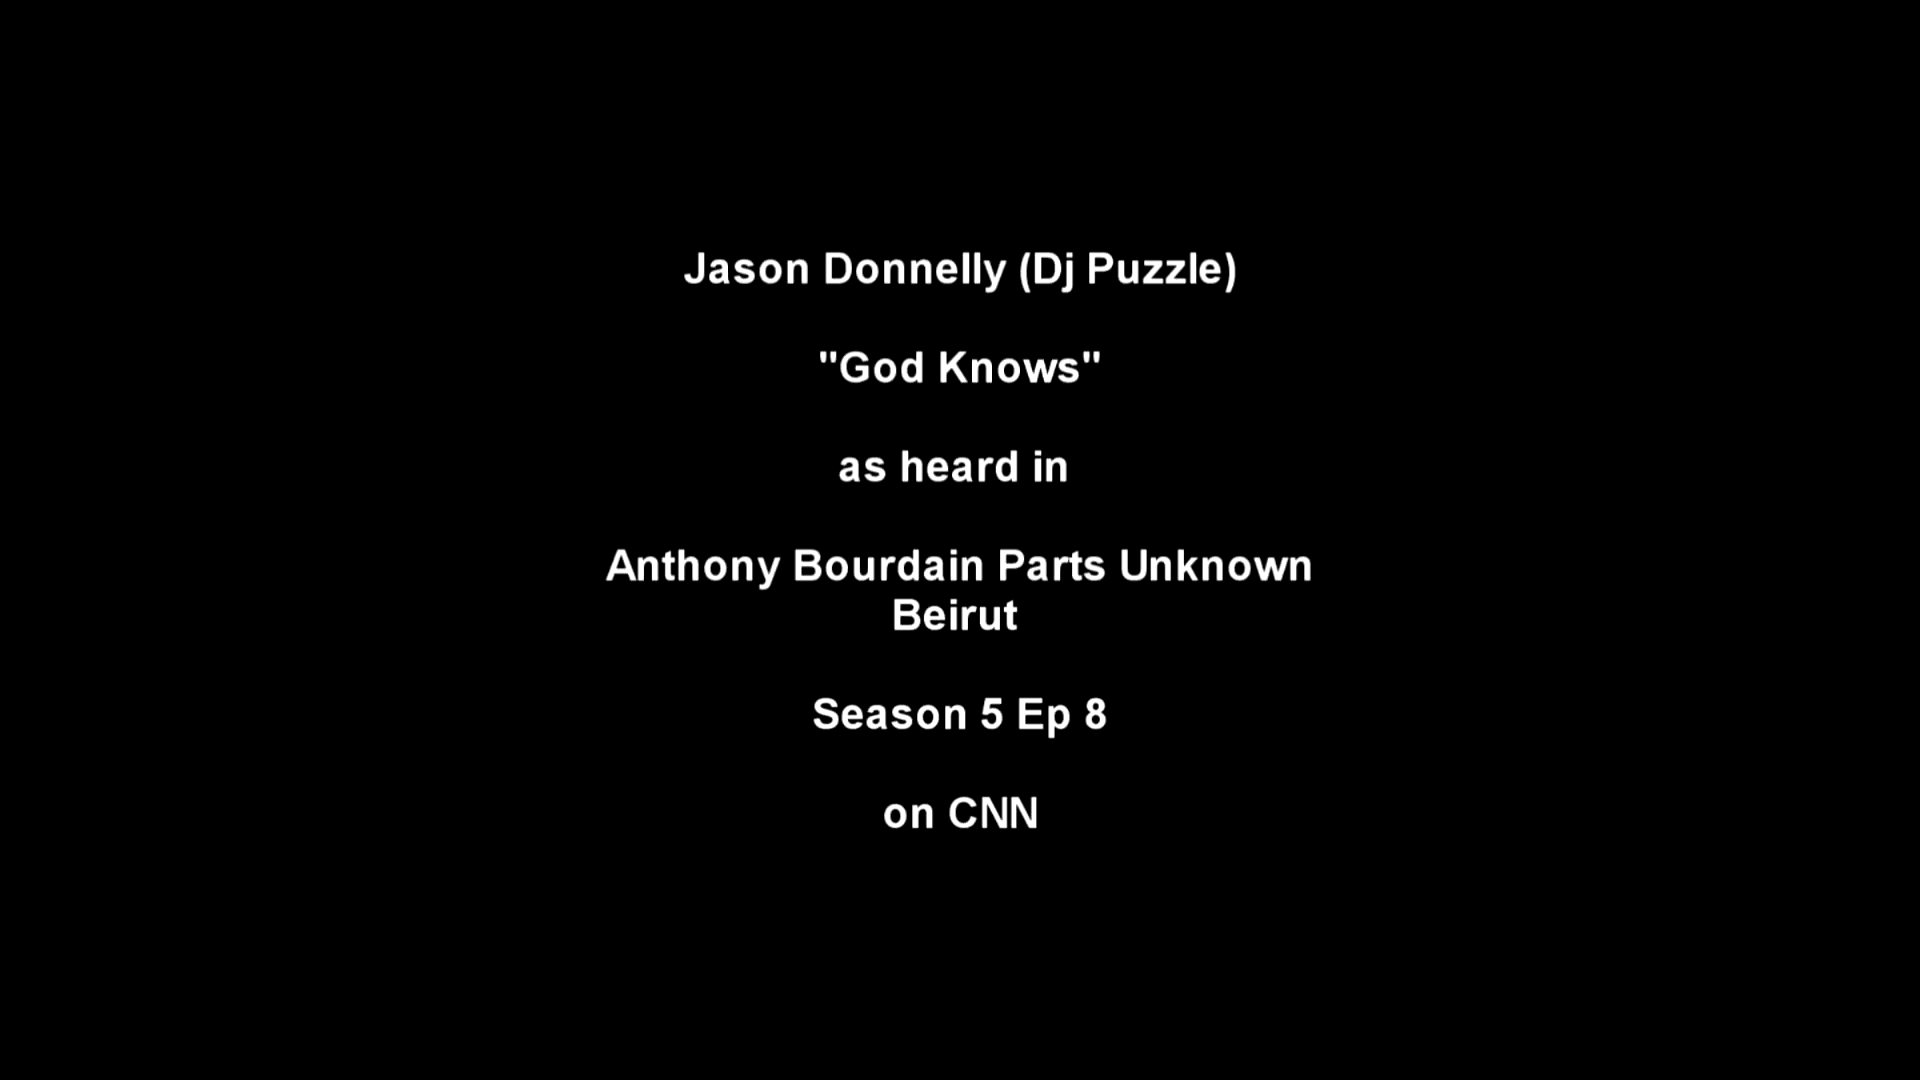 Jason Donnelly (Dj Puzzle)
"God Knows"
as heard in
Anthony Bourdain Parts Unknown
Beirut
Season 5 Ep 8
on CNN